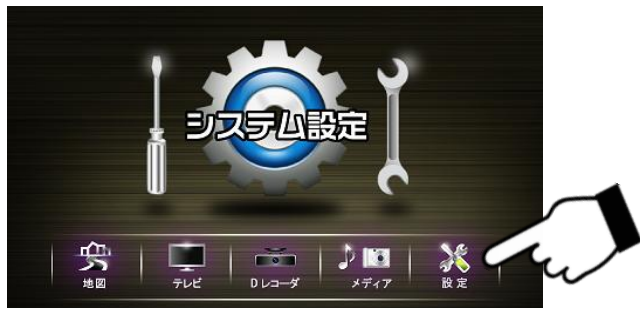 システム設定
地図
テレビ
Dレコーダ
メディア
設定